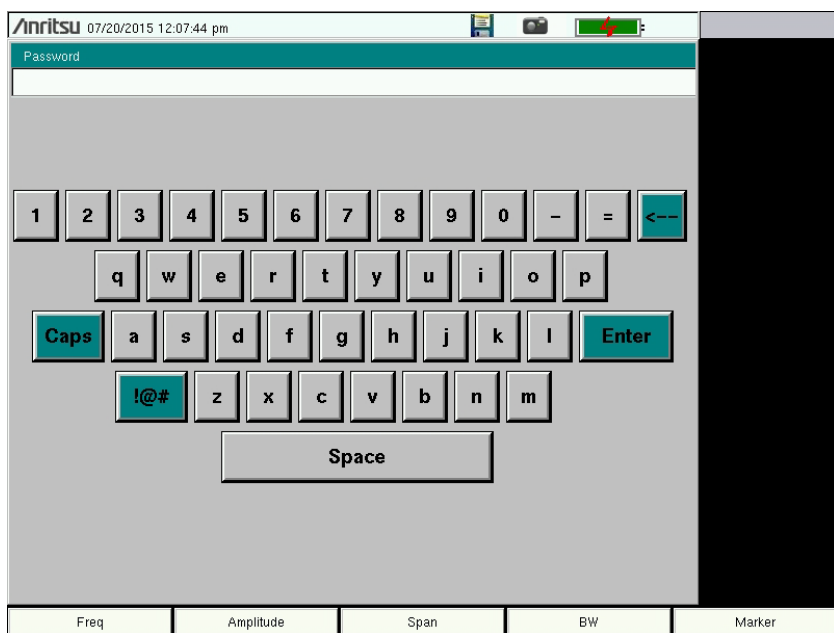 /Inritsu 07/20/2015 12:07:44 pm
Password
1 2 3 4 5 6 7 8 9 0 - = <--
q w e r t y u i o p
Caps a s d f g h j k l Enter
!@# z x c v b n m
Space
Freq Amplitude Span BW Marker